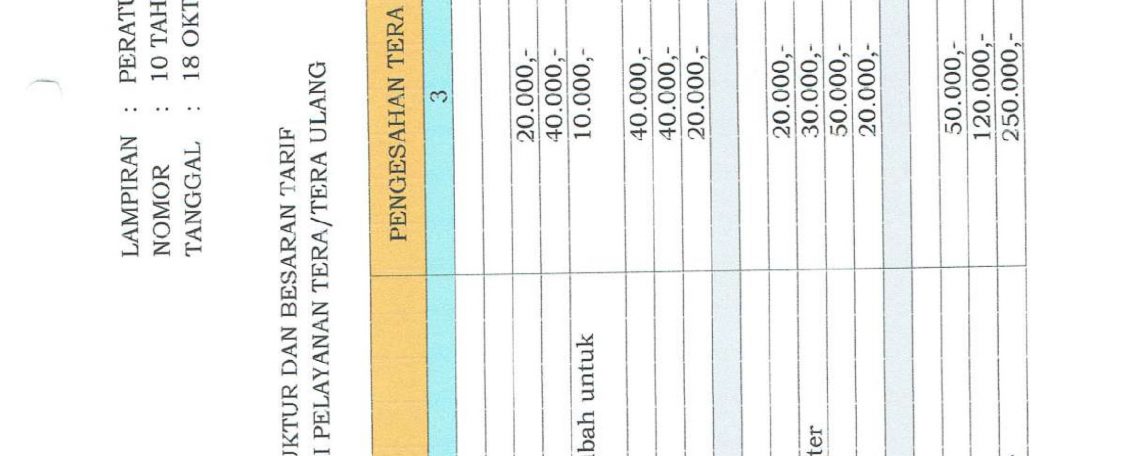 LAMPIRAN : PERATU
NOMOR : 10 TAH
TANGGAL : 18 OKT
UKTUR DAN BESARAN TARIF
I PELAYANAN TERA/TERA ULANG
PENGESAHAN TERA
3
20.000,-
40.000,-
bah untuk 10.000,-
40.000,-
40.000,-
20.000,-
20.000,-
ter 30.000,-
50.000,-
20.000,-
50.000,-
120.000,-
250.000,-